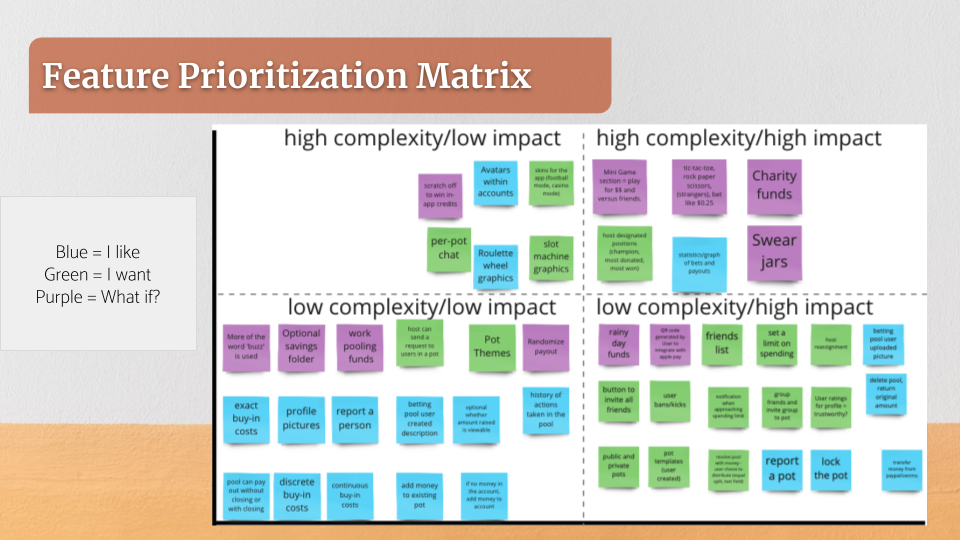 Feature Prioritization Matrix
Blue = I like
Green = I want
Purple = What if?
high complexity/low impact
scratch off
to win in-
app credits
Avatars
within
accounts
skins for the
app (football
mode, casino
mode)
per-pot
chat
Roulette
wheel
graphics
slot
machine
graphics
high complexity/high impact
Mini Game
section = play
for $$ and
versus friends.
tic-tac-toe,
rock paper
scissors,
(strangers), bet
like $0.25
Charity
funds
host designated
positions
(champion,
most donated,
most won)
statistics/graph
of bets and
payouts
Swear
jars
low complexity/low impact
More of the
word 'buzz'
is used
Optional
savings
folder
work
pooling
funds
host can
send a
request to
users in a pot
Pot
Themes
Randomize
payout
exact
buy-in
costs
profile
pictures
report a
person
betting
pool user
created
description
optional
whether
amount raised
is viewable
history of
actions
taken in the
pool
pool can pay
out without
closing or
with closing
discrete
buy-in
costs
continuous
buy-in
costs
add money
to existing
pot
if no money in
the account,
add money to
account
low complexity/high impact
rainy
day
funds
QR code
generated by
User to
integrate with
apple pay
friends
list
set a
limit on
spending
host
reassignment
betting
pool user
uploaded
picture
button to
invite all
friends
user
bans/kicks
notification
when
approaching
spending limit
group
friends and
invite group
to pot
User ratings
for profile =
trustworthy?
delete pool,
return
original
amount
public and
private
pots
pot
templates
(user
created)
report
a pot
lock
the pot
transfer
money from
paypal/venmo